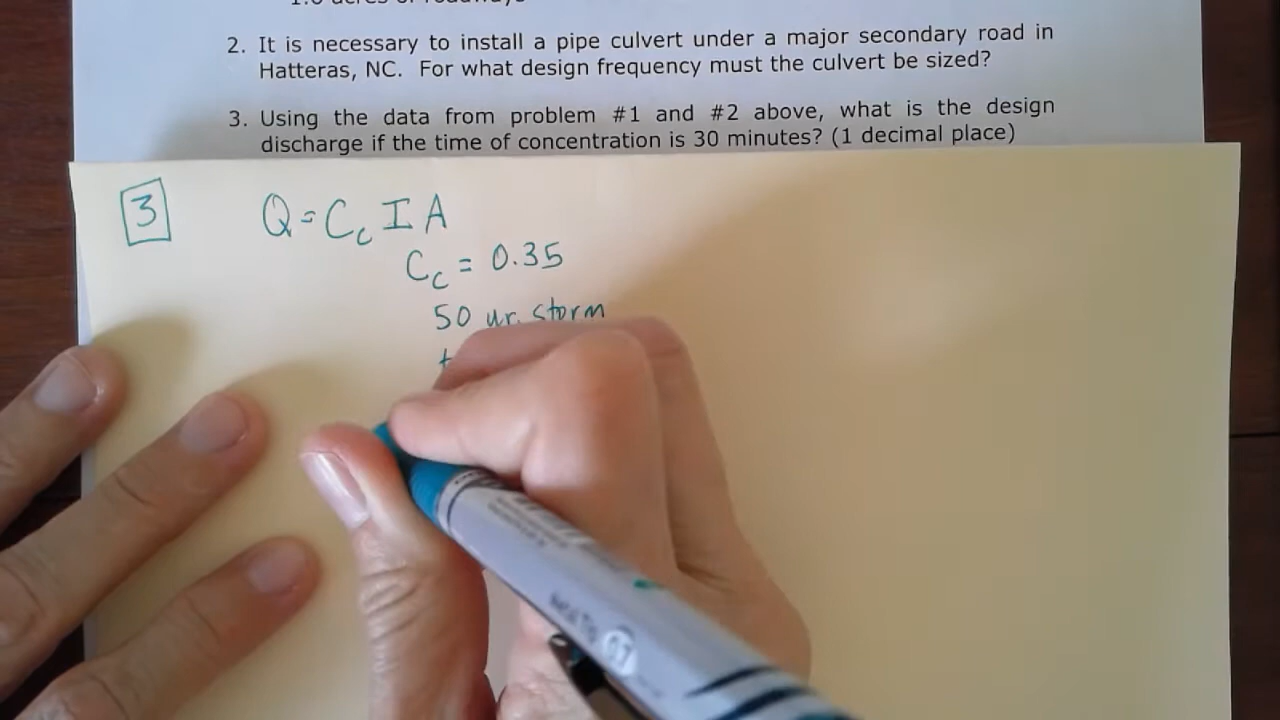 2. It is necessary to install a pipe culvert under a major secondary road in
Hatteras, NC. For what design frequency must the culvert be sized?
3. Using the data from problem #1 and #2 above, what is the design
discharge if the time of concentration is 30 minutes? (1 decimal place)
3
Q = Cc I A
Cc = 0.35
50 yr. storm
t
0.7